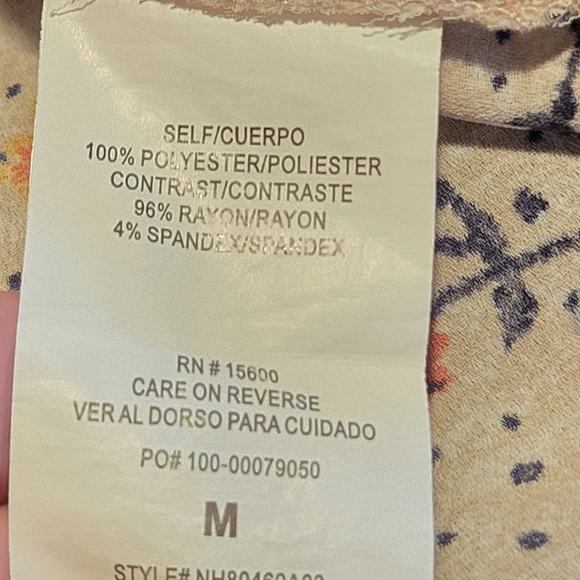 SELF/CUERPO
100% POLYESTER/POLIESTER
CONTRAST/CONTRASTE
96% RAYON/RAYON
4% SPANDEX/SPANDEX
RN # 15600
CARE ON REVERSE
VER AL DORSO PARA CUIDADO
PO# 100-00079050
M
STYLE#